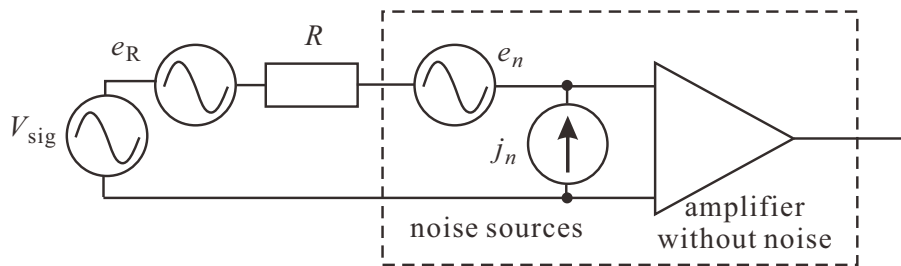 e_R
R
e_n
V_sig
j_n
noise sources
amplifier
without noise